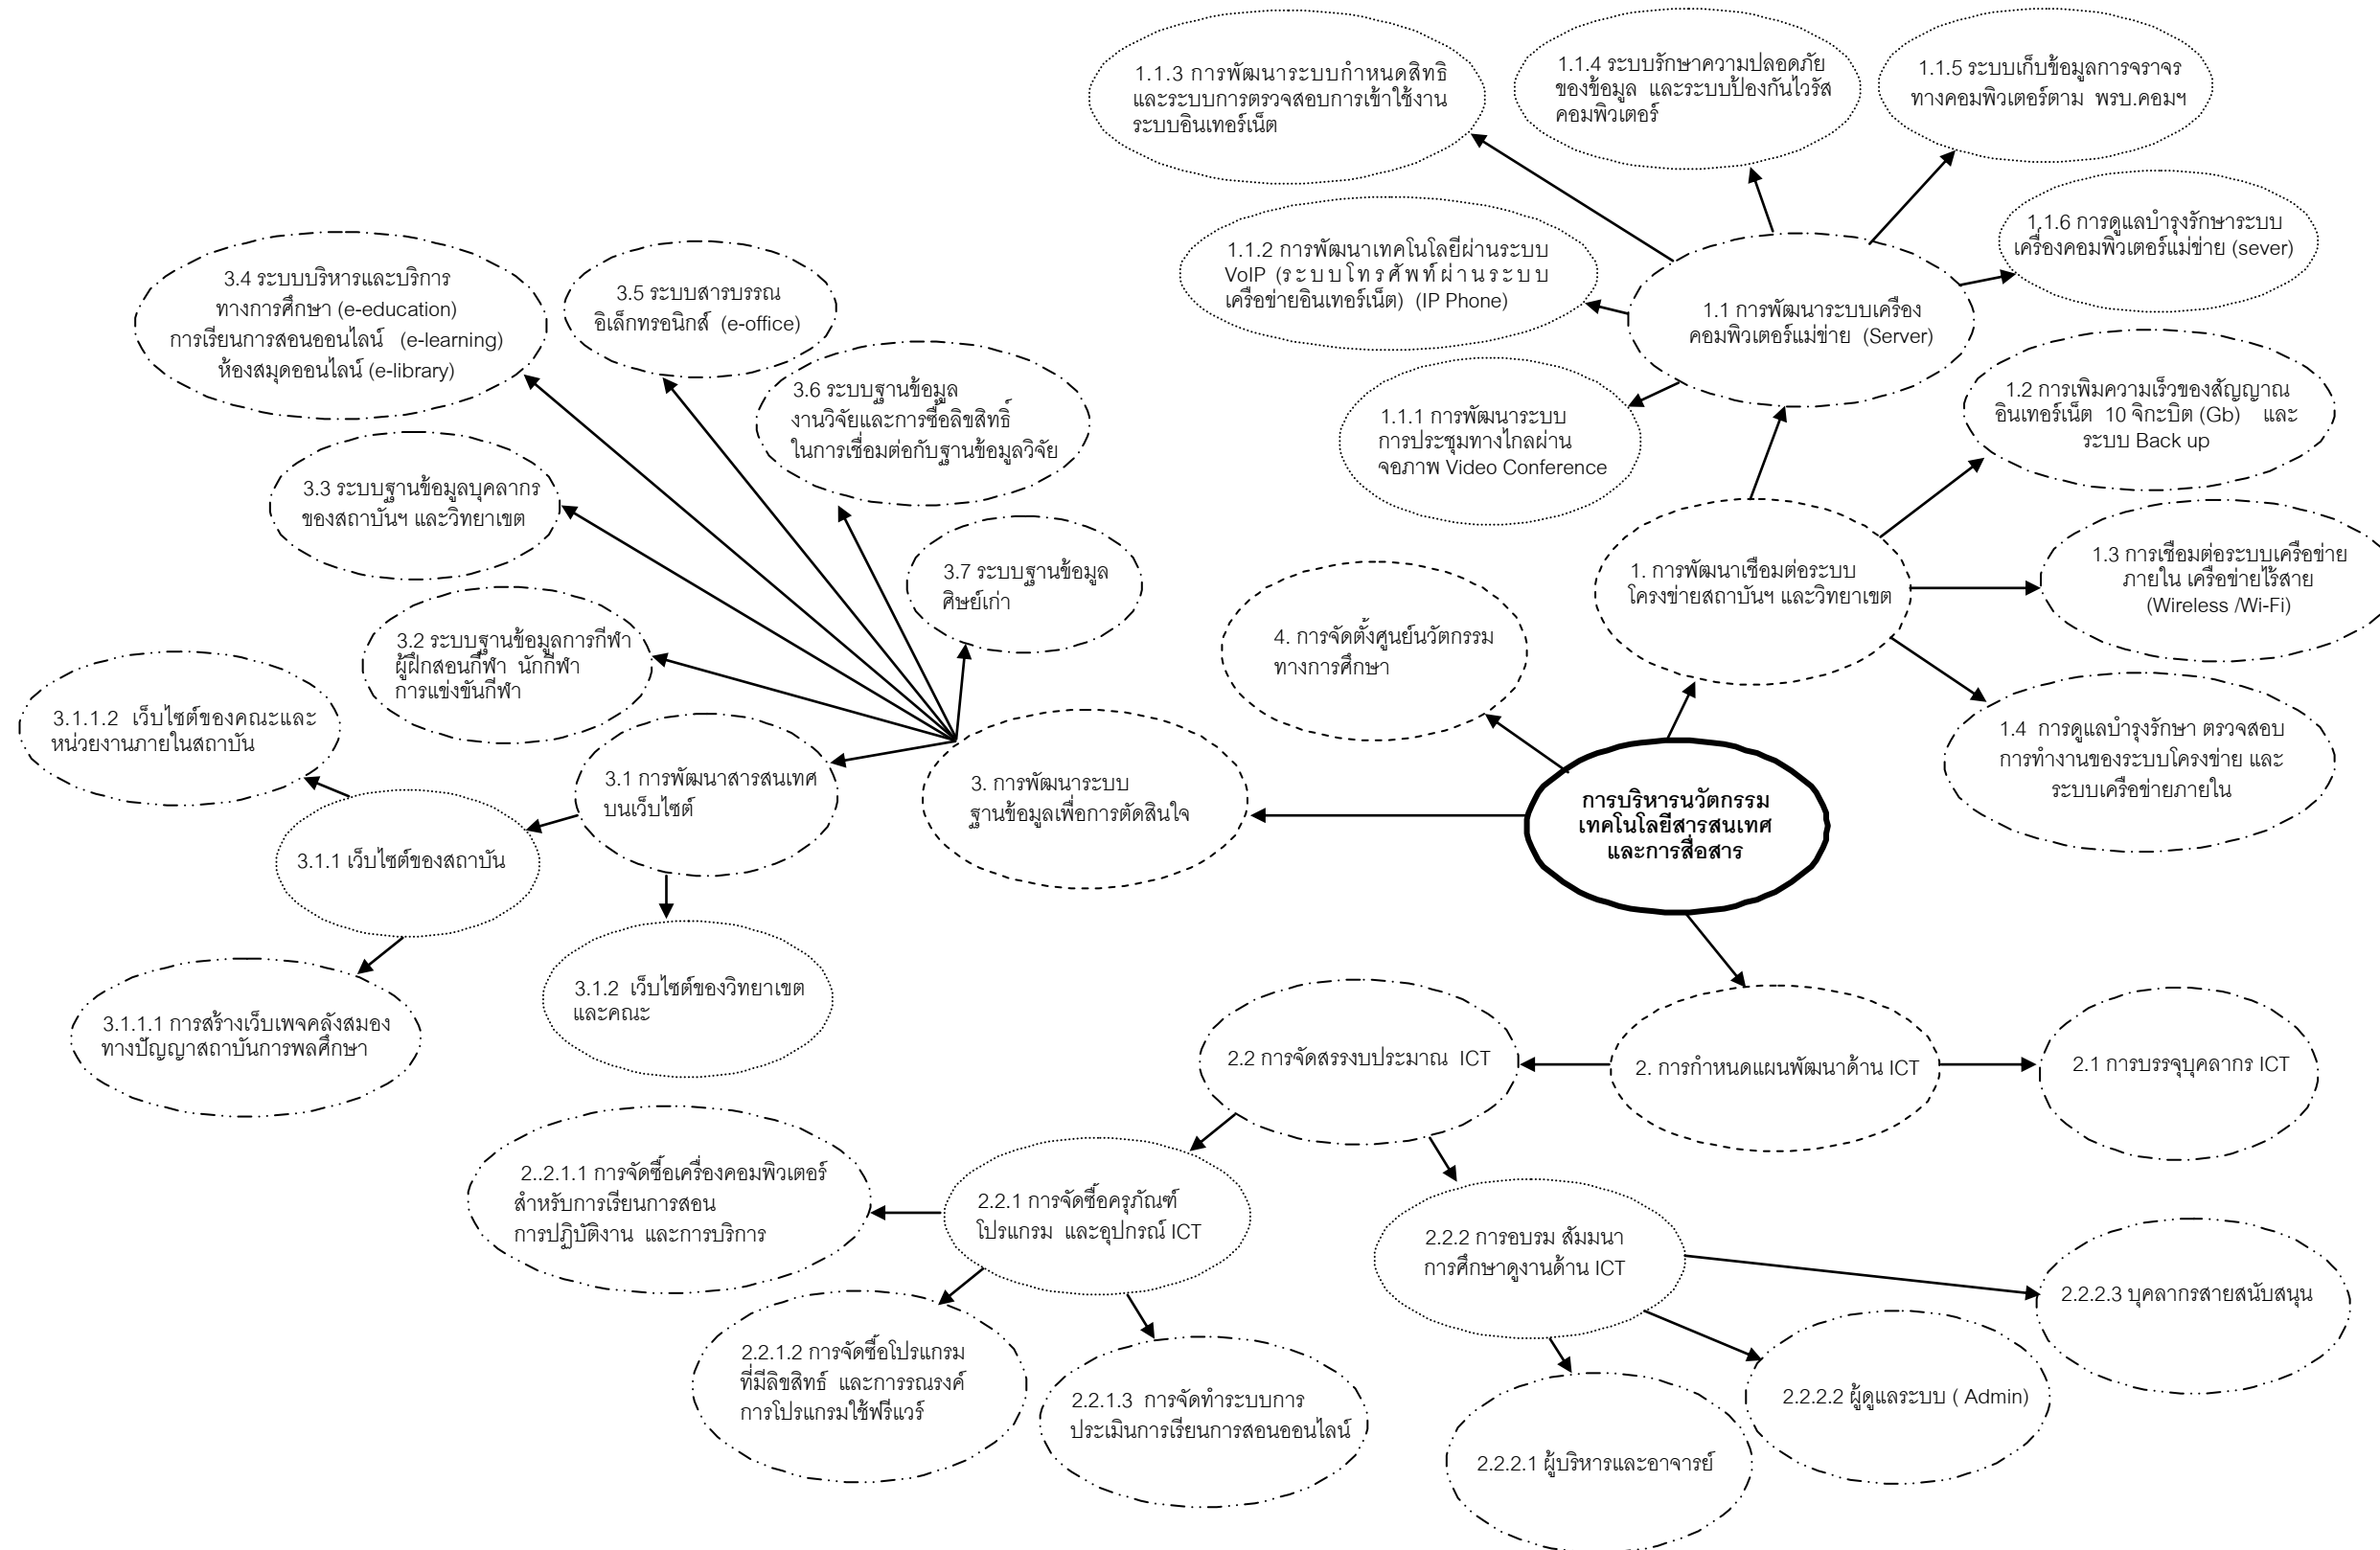 1.1.3 การพัฒนาระบบกำหนดสิทธิ
และระบบการตรวจสอบการเข้าใช้งาน
ระบบอินเทอร์เน็ต
1.1.4 ระบบรักษาความปลอดภัย
ของข้อมูล และระบบป้องกันไวรัส
คอมพิวเตอร์
1.1.5 ระบบเก็บข้อมูลการจราจร
ทางคอมพิวเตอร์ตาม พรบ.คอมฯ
1.1.6 การดูแลบำรุงรักษาระบบ
เครื่องคอมพิวเตอร์แม่ข่าย (sever)
1.1.2 การพัฒนาเทคโนโลยีผ่านระบบ
VoIP (ระบบโทรศัพท์ผ่านระบบ
เครือข่ายอินเทอร์เน็ต) (IP Phone)
1.1 การพัฒนาระบบเครื่อง
คอมพิวเตอร์แม่ข่าย (Server)
1.1.1 การพัฒนาระบบ
การประชุมทางไกลผ่าน
จอภาพ Video Conference
1.2 การเพิ่มความเร็วของสัญญาณ
อินเทอร์เน็ต 10 จิกะบิต (Gb) และ
ระบบ Back up
1. การพัฒนาเชื่อมต่อระบบ
โครงข่ายสถาบันฯ และวิทยาเขต
1.3 การเชื่อมต่อระบบเครือข่าย
ภายใน เครือข่ายไร้สาย
(Wireless /Wi-Fi)
1.4 การดูแลบำรุงรักษา ตรวจสอบ
การทำงานของระบบโครงข่าย และ
ระบบเครือข่ายภายใน
3.4 ระบบบริหารและบริการ
ทางการศึกษา (e-education)
การเรียนการสอนออนไลน์ (e-learning)
ห้องสมุดออนไลน์ (e-library)
3.5 ระบบสารบรรณ
อิเล็กทรอนิกส์ (e-office)
3.6 ระบบฐานข้อมูล
งานวิจัยและการซื้อลิขสิทธิ์
ในการเชื่อมต่อกับฐานข้อมูลวิจัย
3.3 ระบบฐานข้อมูลบุคลากร
ของสถาบันฯ และวิทยาเขต
3.7 ระบบฐานข้อมูล
ศิษย์เก่า
3.2 ระบบฐานข้อมูลการกีฬา
ผู้ฝึกสอนกีฬา นักกีฬา
การแข่งขันกีฬา
4. การจัดตั้งศูนย์นวัตกรรม
ทางการศึกษา
3.1.1.2 เว็บไซต์ของคณะและ
หน่วยงานภายในสถาบัน
3.1 การพัฒนาสารสนเทศ
บนเว็บไซต์
3. การพัฒนาระบบ
ฐานข้อมูลเพื่อการตัดสินใจ
การบริหารนวัตกรรม
เทคโนโลยีสารสนเทศ
และการสื่อสาร
3.1.1 เว็บไซต์ของสถาบัน
3.1.2 เว็บไซต์ของวิทยาเขต
และคณะ
3.1.1.1 การสร้างเว็บเพจคลังสมอง
ทางปัญญาสถาบันการพลศึกษา
2.2 การจัดสรรงบประมาณ ICT
2. การกำหนดแผนพัฒนาด้าน ICT
2.1 การบรรจุบุคลากร ICT
2..2.1.1 การจัดซื้อเครื่องคอมพิวเตอร์
สำหรับการเรียนการสอน
การปฏิบัติงาน และการบริการ
2.2.1 การจัดซื้อครุภัณฑ์
โปรแกรม และอุปกรณ์ ICT
2.2.2 การอบรม สัมมนา
การศึกษาดูงานด้าน ICT
2.2.2.3 บุคลากรสายสนับสนุน
2.2.1.2 การจัดซื้อโปรแกรม
ที่มีลิขสิทธ์ และการรณรงค์
การโปรแกรมใช้ฟรีแวร์
2.2.1.3 การจัดทำระบบการ
ประเมินการเรียนการสอนออนไลน์
2.2.2.2 ผู้ดูแลระบบ ( Admin)
2.2.2.1 ผู้บริหารและอาจารย์